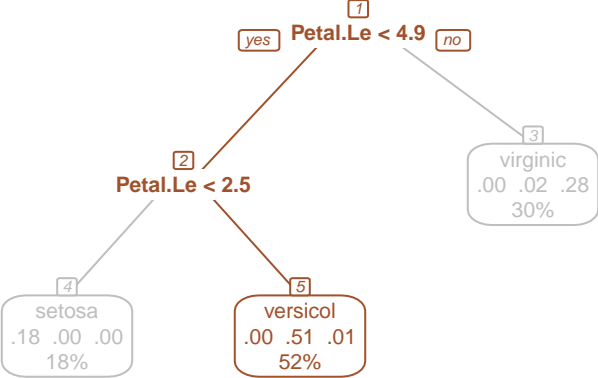 1
Petal.Le < 4.9
yes
no
2
Petal.Le < 2.5
3
virginic
.00 .02 .28
30%
4
setosa
.18 .00 .00
18%
5
versicol
.00 .51 .01
52%